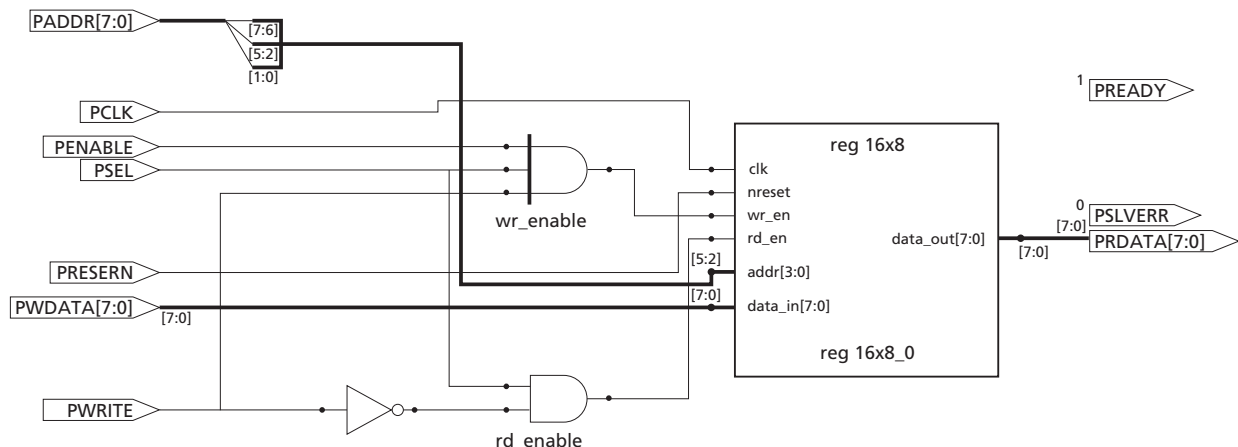 PADDR[7:0]
[7:6]
[5:2]
[1:0]
1
PREADY
PCLK
PENABLE
PSEL
wr_enable
reg 16x8
clk
nreset
wr_en
rd_en
data_out[7:0]
addr[3:0]
data_in[7:0]
reg 16x8_0
0
PSLVERR
[7:0]
PRDATA[7:0]
[7:0]
PRESERN
[5:2]
PWDATA[7:0]
[7:0]
[7:0]
PWRITE
rd_enable